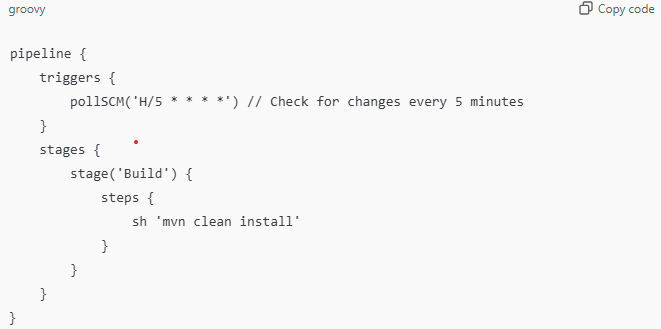 groovy
Copy code
pipeline {
    triggers {
        pollSCM('H/5 * * * *') // Check for changes every 5 minutes
    }
    stages {
        stage('Build') {
            steps {
                sh 'mvn clean install'
            }
        }
    }
}